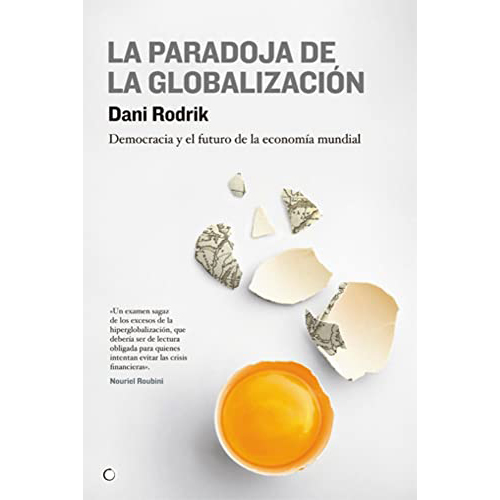 LA PARADOJA DE
LA GLOBALIZACIÓN
Dani Rodrik
Democracia y el futuro de la economía mundial
«Un examen sagaz
de los excesos de la
hiperglobalización, que
debería ser de lectura
obligada para quienes
intentan evitar las crisis
financieras».
Nouriel Roubini